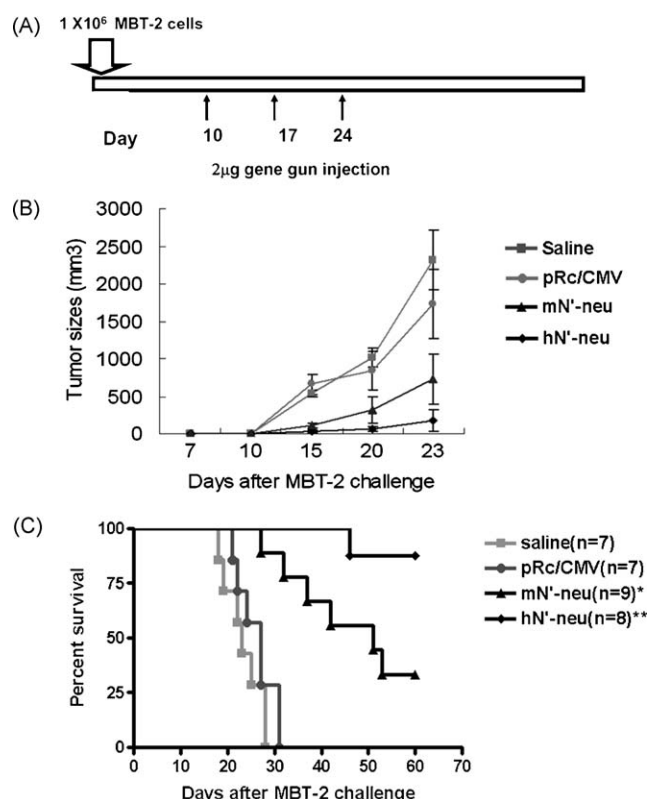 (A)
1 X10⁶ MBT-2 cells
Day 10 17 24
2μg gene gun injection
(B)
Tumor sizes (mm3)
3000
2500
2000
1500
1000
500
0
7 10 15 20 23
Days after MBT-2 challenge
Saline
pRc/CMV
mN'-neu
hN'-neu
(C)
Percent survival
100
75
50
25
0
0 10 20 30 40 50 60 70
Days after MBT-2 challenge
saline(n=7)
pRc/CMV(n=7)
mN'-neu(n=9)*
hN'-neu(n=8)**